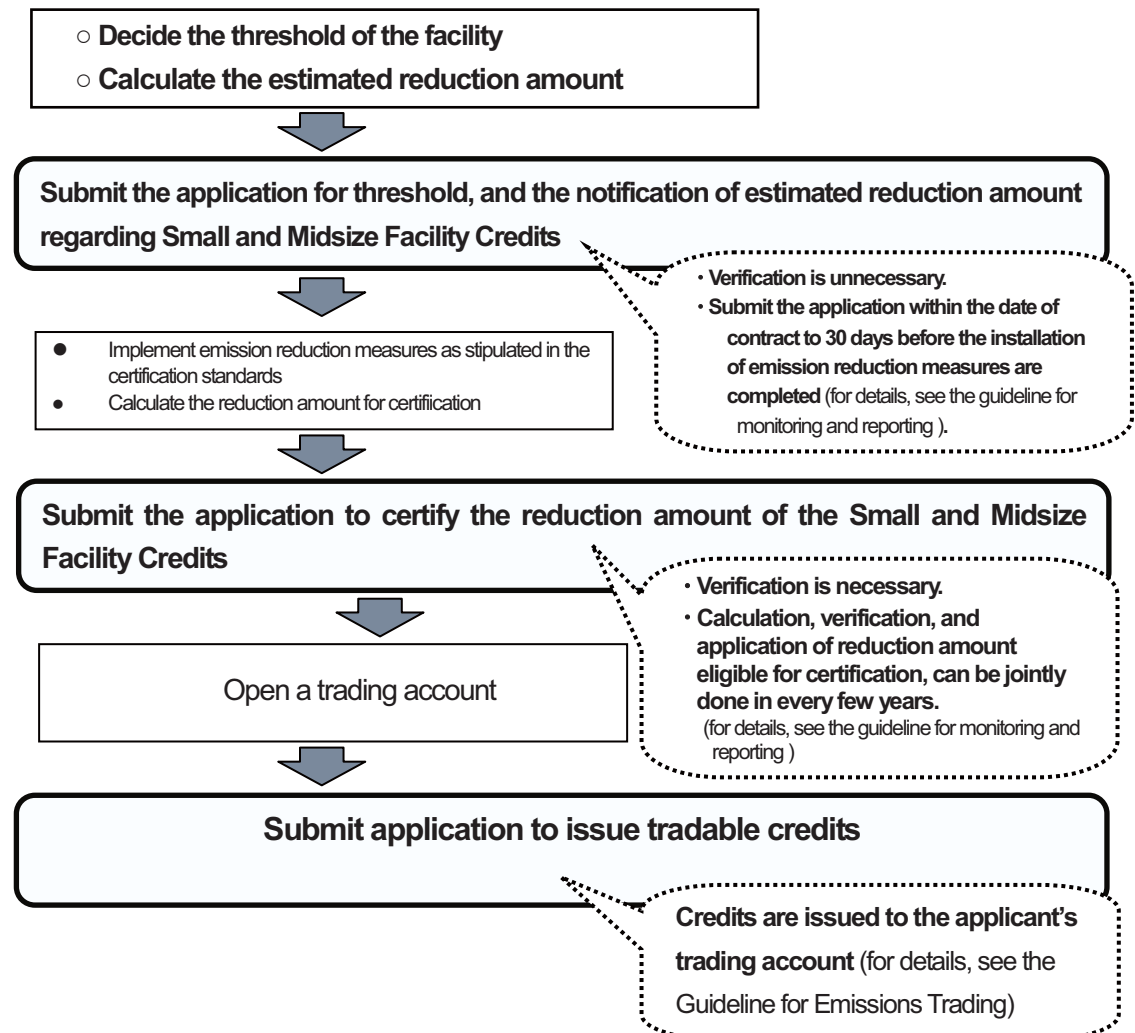 ○ Decide the threshold of the facility
○ Calculate the estimated reduction amount
Submit the application for threshold, and the notification of estimated reduction amount
regarding Small and Midsize Facility Credits
・Verification is unnecessary.
・Submit the application within the date of
contract to 30 days before the installation
of emission reduction measures are
completed (for details, see the guideline for
monitoring and reporting ).
● Implement emission reduction measures as stipulated in the
certification standards
● Calculate the reduction amount for certifiication
Submit the application to certify the reduction amount of the Small and Midsize
Facility Credits
・Verification is necessary.
・Calculation, verification, and
application of reduction amount
eligible for certification, can be jointly
done in every few years.
(for details, see the guideline for monitoring and
reporting )
Open a trading account
Submit application to issue tradable credits
Credits are issued to the applicant's
trading account (for details, see the
Guideline for Emissions Trading)